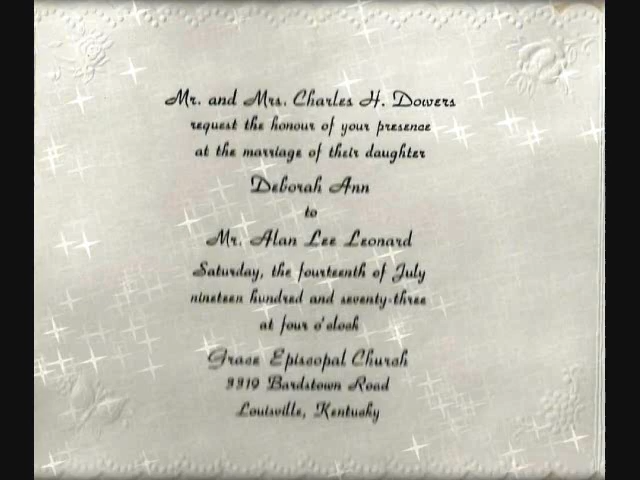 Mr. and Mrs. Charles H. Dowers
request the honour of your presence
at the marriage of their daughter
Deborah Ann
to
Mr. Alan Lee Leonard
Saturday, the fourteenth of July
nineteen hundred and seventy-three
at four o'clock
Grace Episcopal Church
3319 Bardstown Road
Louisville, Kentucky